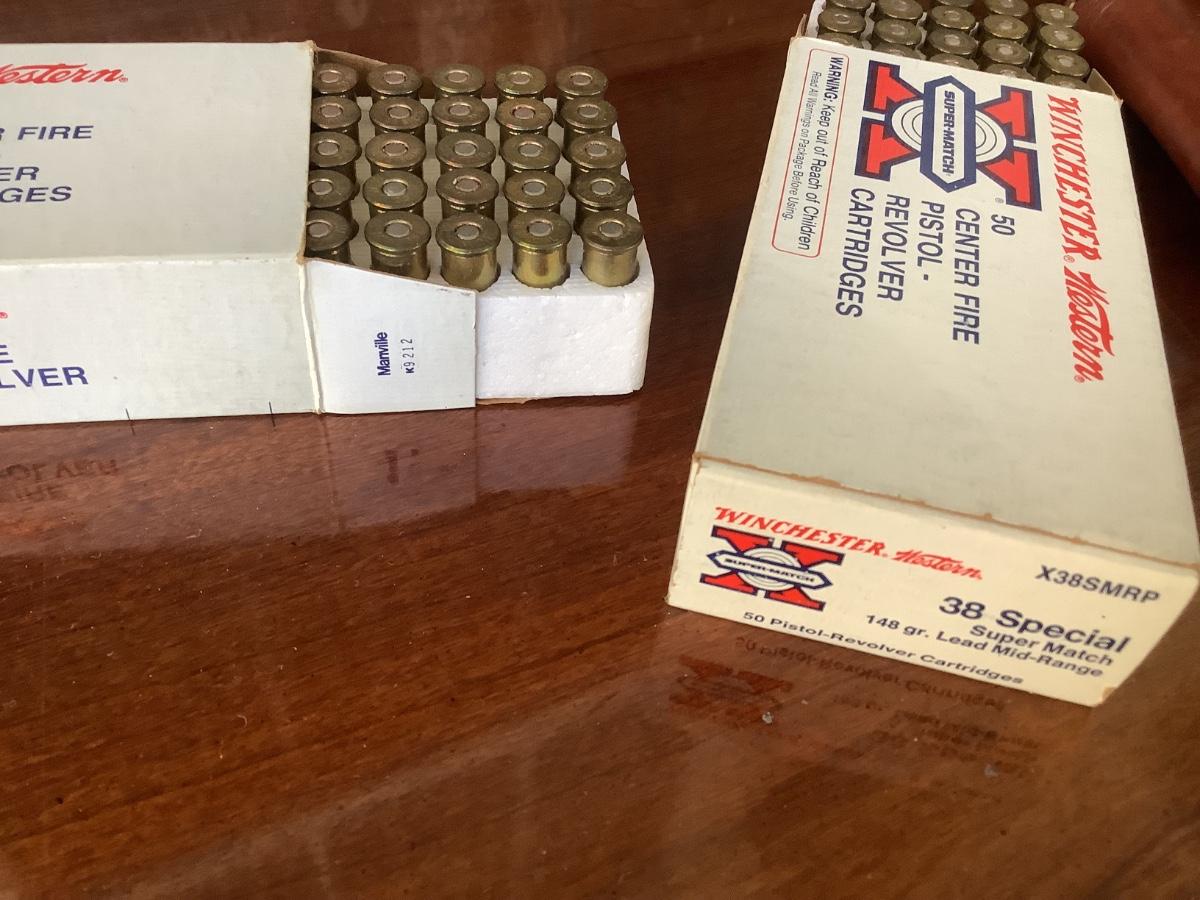 estern®
R FIRE
ER
GES
E
LVER
Manville
K9212
WARNING: Keep out of Reach of Children
Read All Warnings on Package Before Using.
SUPER-MATCH
®
WINCHESTER® Western®
50
CENTER FIRE
PISTOL -
REVOLVER
CARTRIDGES
WINCHESTER® Western®
SUPER-MATCH
X38SMRP
38 Special
Super Match
148 gr. Lead Mid-Range
50 Pistol-Revolver Cartridges